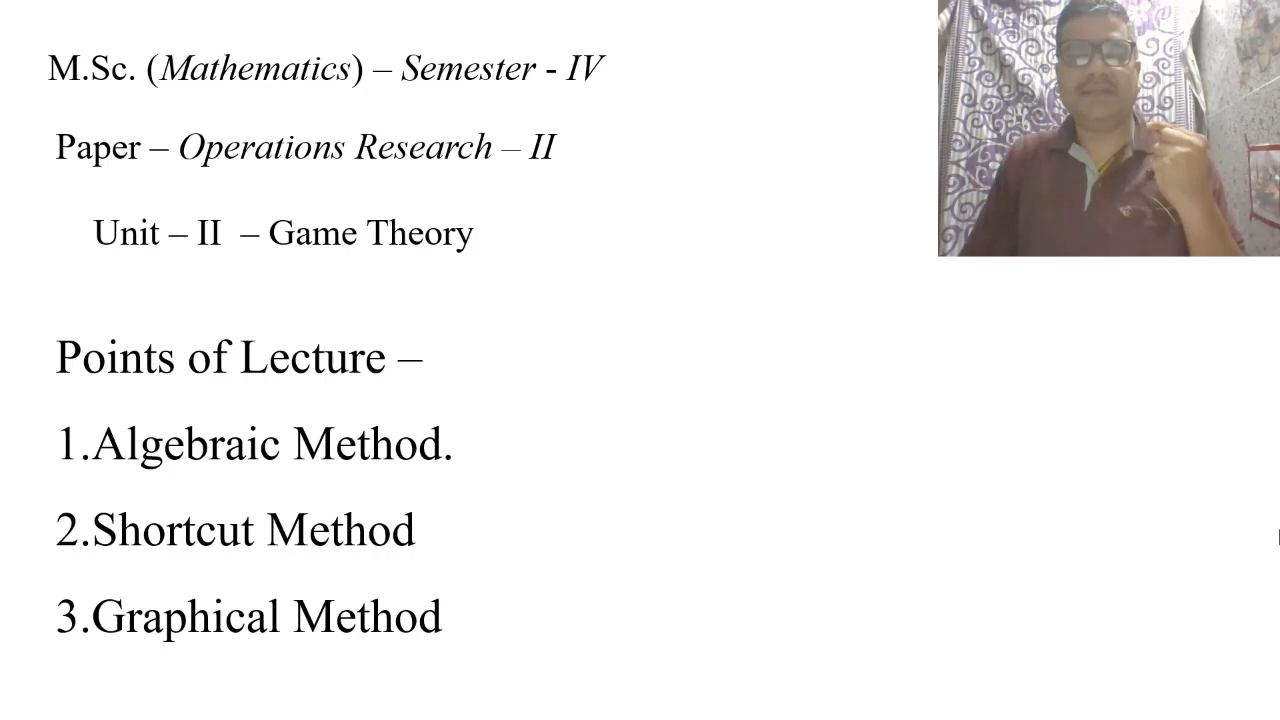 M.Sc. (Mathematics) – Semester - IV
Paper – Operations Research – II
Unit – II – Game Theory
Points of Lecture –
1.Algebraic Method.
2.Shortcut Method
3.Graphical Method